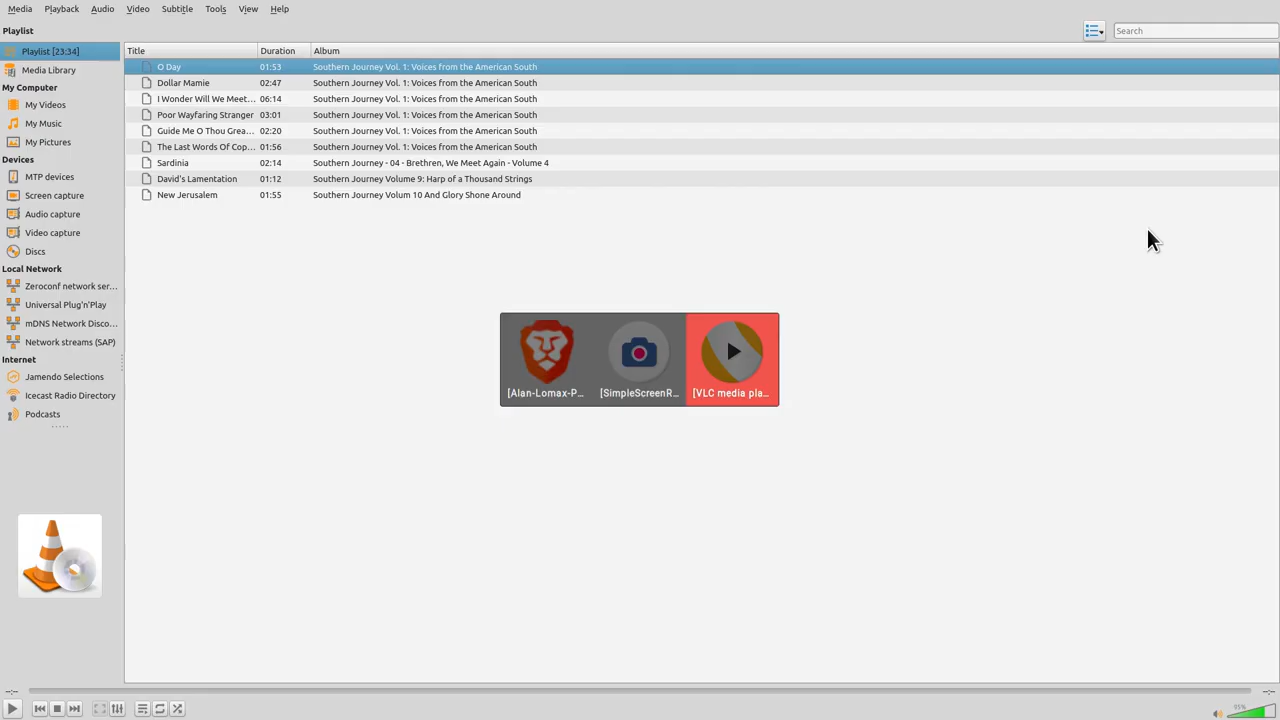 Media Playback Audio Video Subtitle Tools View Help
Playlist
Search
Playlist [23:34]
Media Library
My Computer
My Videos
My Music
My Pictures
Devices
MTP devices
Screen capture
Audio capture
Video capture
Discs
Local Network
Zeroconf network ser...
Universal Plug'n'Play
mDNS Network Disco...
Network streams (SAP)
Internet
Jamendo Selections
Icecast Radio Directory
Podcasts
Title Duration Album
O Day 01:53 Southern Journey Vol. 1: Voices from the American South
Dollar Mamie 02:47 Southern Journey Vol. 1: Voices from the American South
I Wonder Will We Meet... 06:14 Southern Journey Vol. 1: Voices from the American South
Poor Wayfaring Stranger 03:01 Southern Journey Vol. 1: Voices from the American South
Guide Me O Thou Grea... 02:20 Southern Journey Vol. 1: Voices from the American South
The Last Words Of Cop... 01:56 Southern Journey Vol. 1: Voices from the American South
Sardinia 02:14 Southern Journey - 04 - Brethren, We Meet Again - Volume 4
David's Lamentation 01:12 Southern Journey Volume 9: Harp of a Thousand Strings
New Jerusalem 01:55 Southern Journey Volum 10 And Glory Shone Around
[Alan-Lomax-P... [SimpleScreenR... [VLC media pla...
--:-- --:--
95%